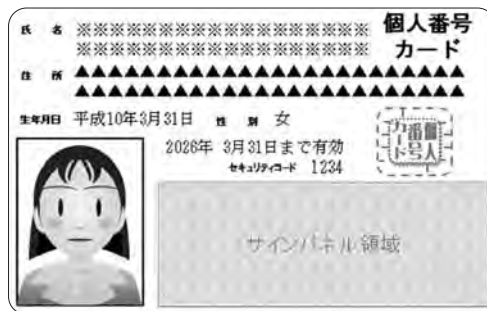 氏　名 ※※※※※※※※※※※※※※※※※※※※※※
※※※※※※※※※※※※※※※※※※※※※※
個人番号
カード
住　所 ▲▲▲▲▲▲▲▲▲▲▲▲▲▲▲▲▲▲▲▲▲▲
▲▲▲▲▲▲▲▲▲▲▲▲▲▲▲▲▲▲▲▲▲▲
生年月日 平成10年3月31日 性　別 女
2026年 3月31日まで有効
セキュリティコード 1234
個人
番号
カード
サインパネル領域